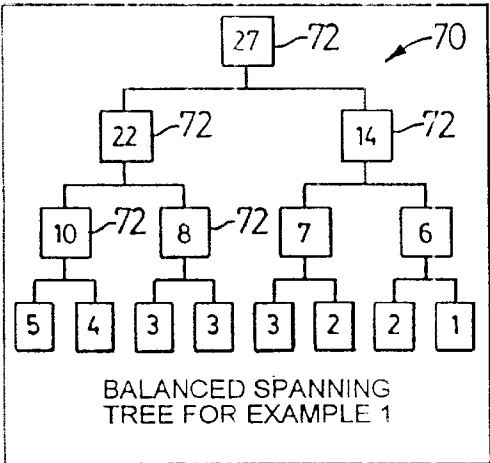 27 72 70
22 72 14 72
10 72 8 72 7 6
5 4 3 3 3 2 2 1
BALANCED SPANNING
TREE FOR EXAMPLE 1